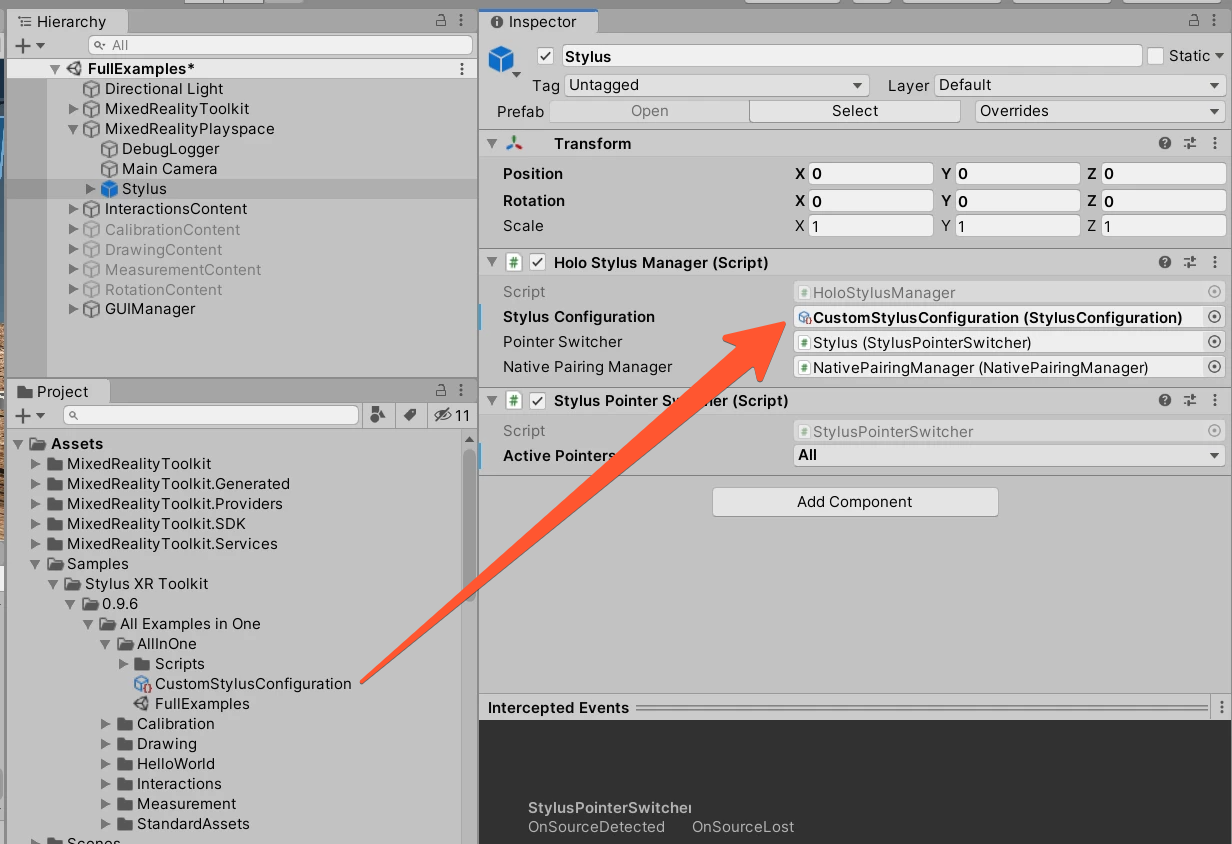 Hierarchy
All
FullExamples*
Directional Light
MixedRealityToolkit
MixedRealityPlayspace
DebugLogger
Main Camera
Stylus
InteractionsContent
CalibrationContent
DrawingContent
MeasurementContent
RotationContent
GUIManager
Project
11
Assets
MixedRealityToolkit
MixedRealityToolkit.Generated
MixedRealityToolkit.Providers
MixedRealityToolkit.SDK
MixedRealityToolkit.Services
Samples
Stylus XR Toolkit
0.9.6
All Examples in One
AllInOne
Scripts
CustomStylusConfiguration
FullExamples
Calibration
Drawing
HelloWorld
Interactions
Measurement
StandardAssets
Scenes
Inspector
Stylus Static
Tag Untagged Layer Default
Prefab Open Select Overrides
Transform
Position X 0 Y 0 Z 0
Rotation X 0 Y 0 Z 0
Scale X 1 Y 1 Z 1
Holo Stylus Manager (Script)
Script HoloStylusManager
Stylus Configuration CustomStylusConfiguration (StylusConfiguration)
Pointer Switcher Stylus (StylusPointerSwitcher)
Native Pairing Manager NativePairingManager (NativePairingManager)
Stylus Pointer Switcher (Script)
Script StylusPointerSwitcher
Active Pointers All
Add Component
Intercepted Events
StylusPointerSwitcher
OnSourceDetected OnSourceLost